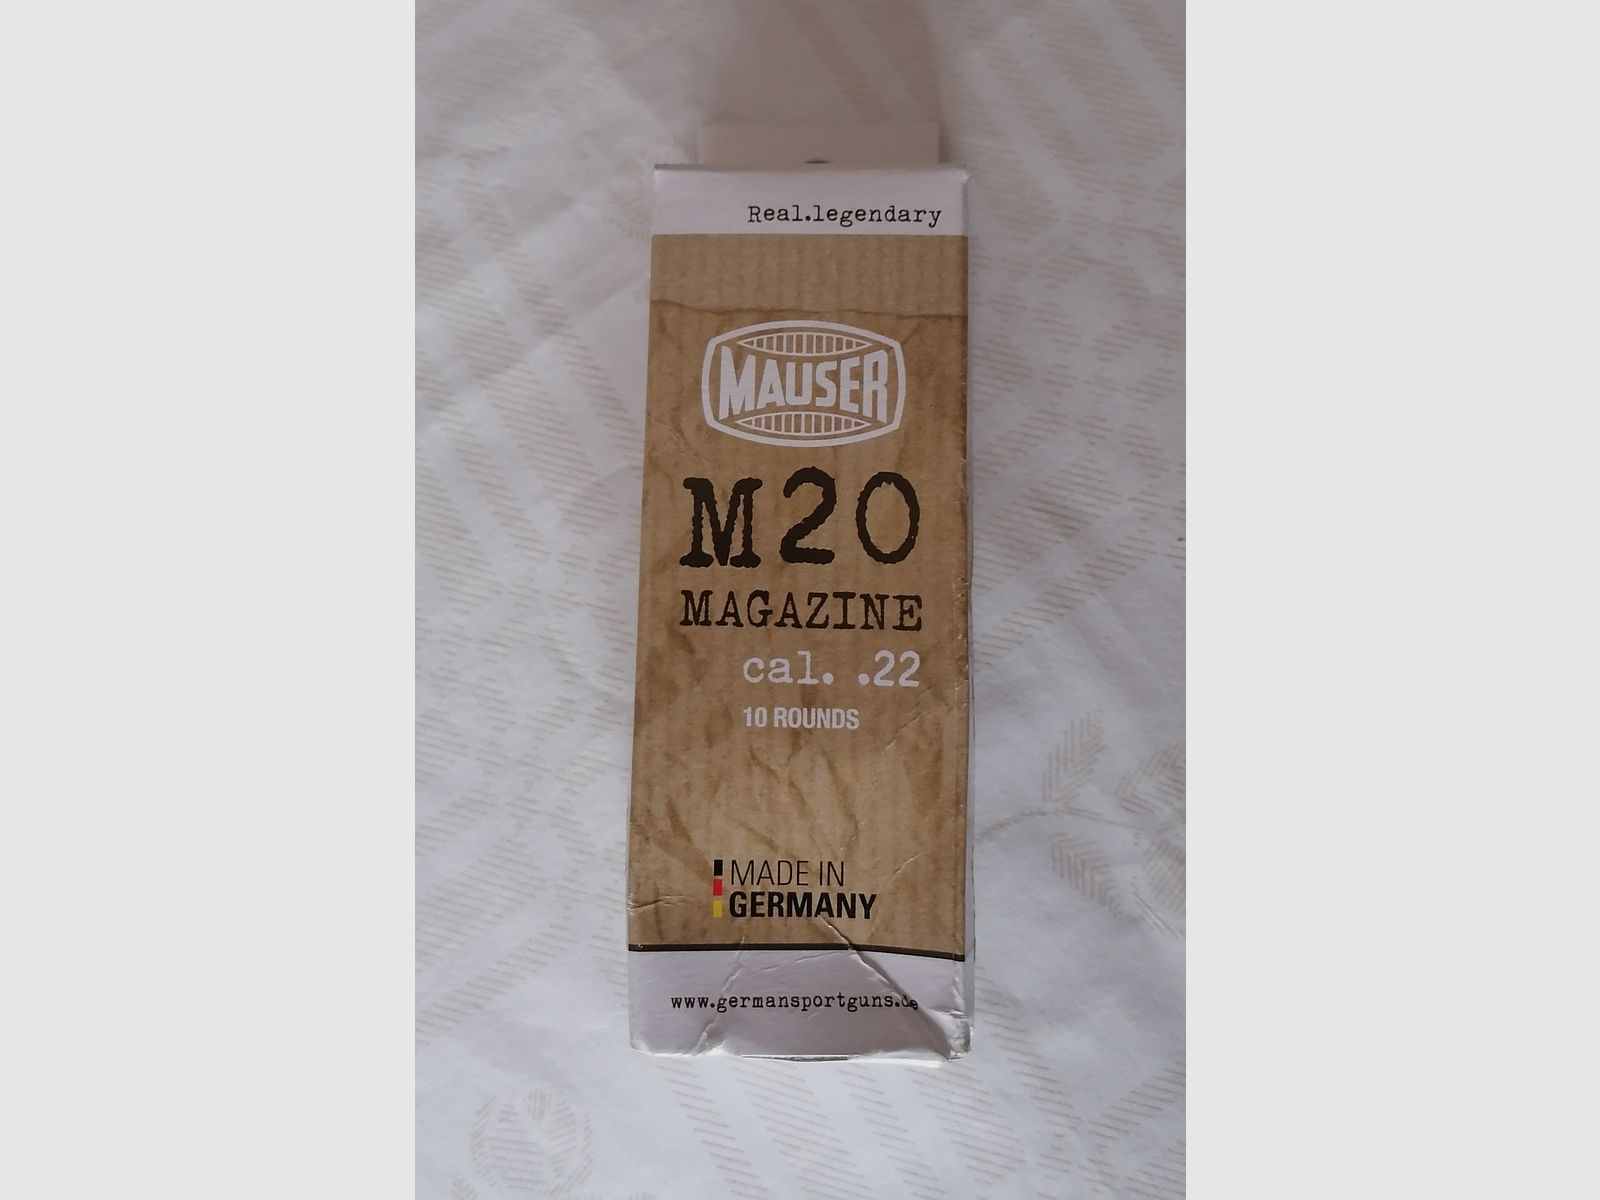 Real.legendary
MAUSER
M20
MAGAZINE
cal. .22
10 ROUNDS
MADE IN
GERMANY
www.germansportguns.de